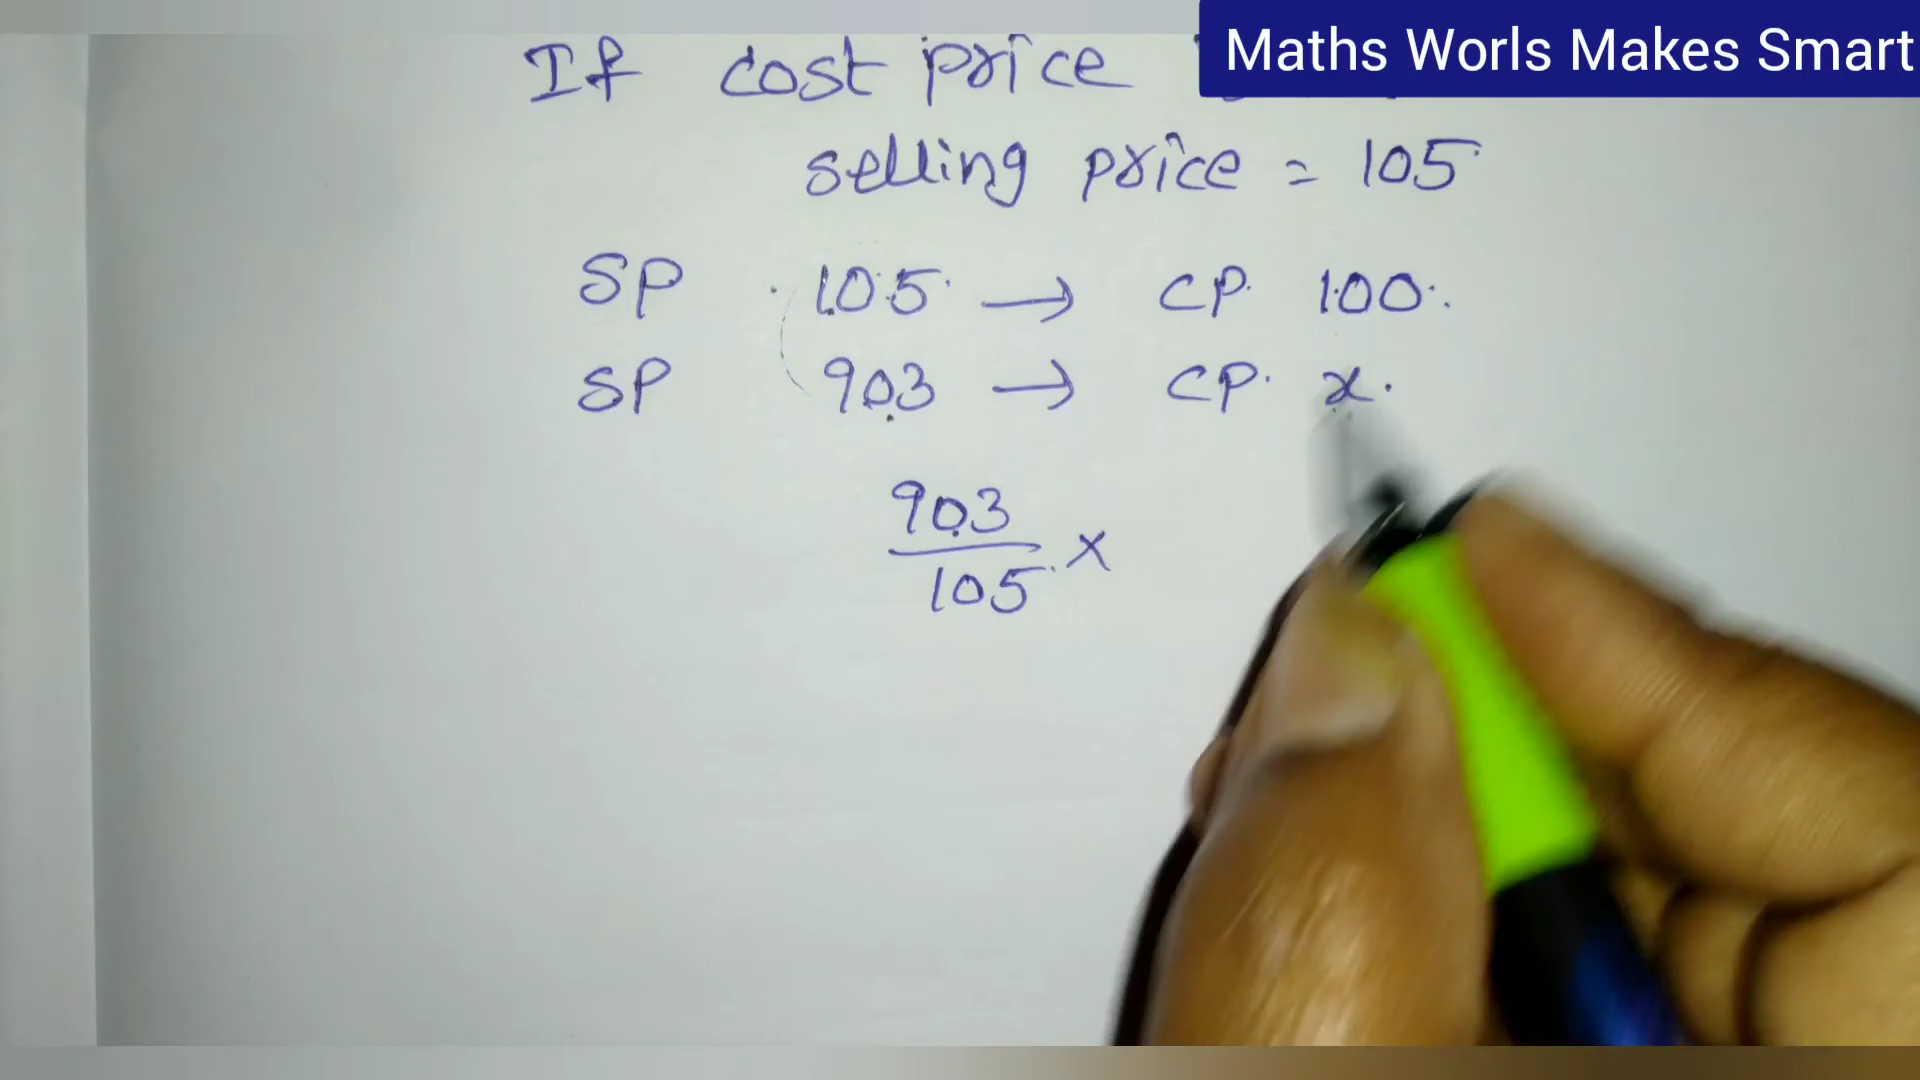 Maths Worls Makes Smart
If cost price
selling price = 105
SP 105 → CP. 100.
SP 903 → CP. x.
903
105 ×